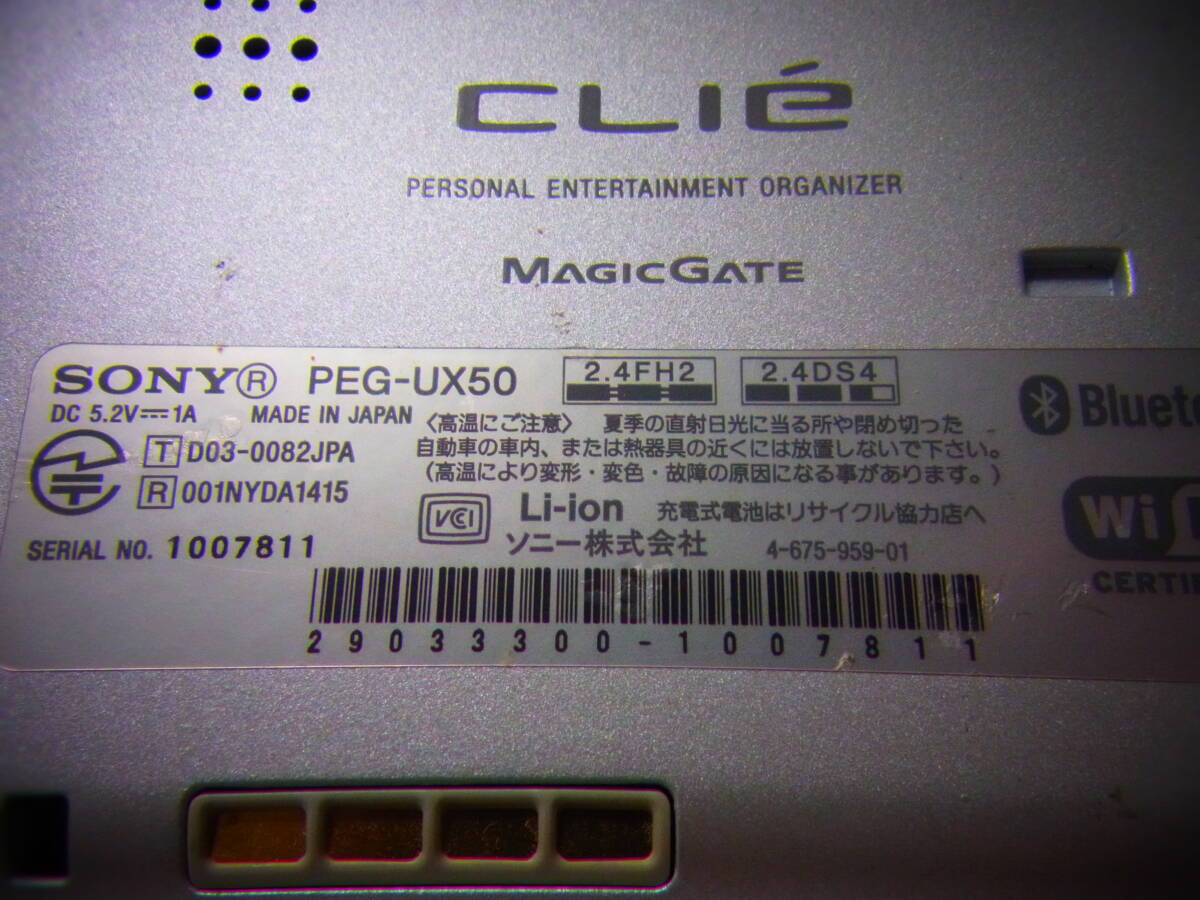 CLIÉ
PERSONAL ENTERTAINMENT ORGANIZER
MAGICGATE
SONY® PEG-UX50 2.4FH2 2.4DS4
DC 5.2V⎓1A MADE IN JAPAN 〈高温にご注意〉 夏季の直射日光に当る所や閉め切った
自動車の車内、または熱器具の近くには放置しないで下さい。
(高温により変形・変色・故障の原因になる事があります。)
T D03-0082JPA
R 001NYDA1415
VCCI Li-ion 充電式電池はリサイクル協力店へ
ソニー株式会社 4-675-959-01
SERIAL NO. 1007811
29033300-1007811
Wi